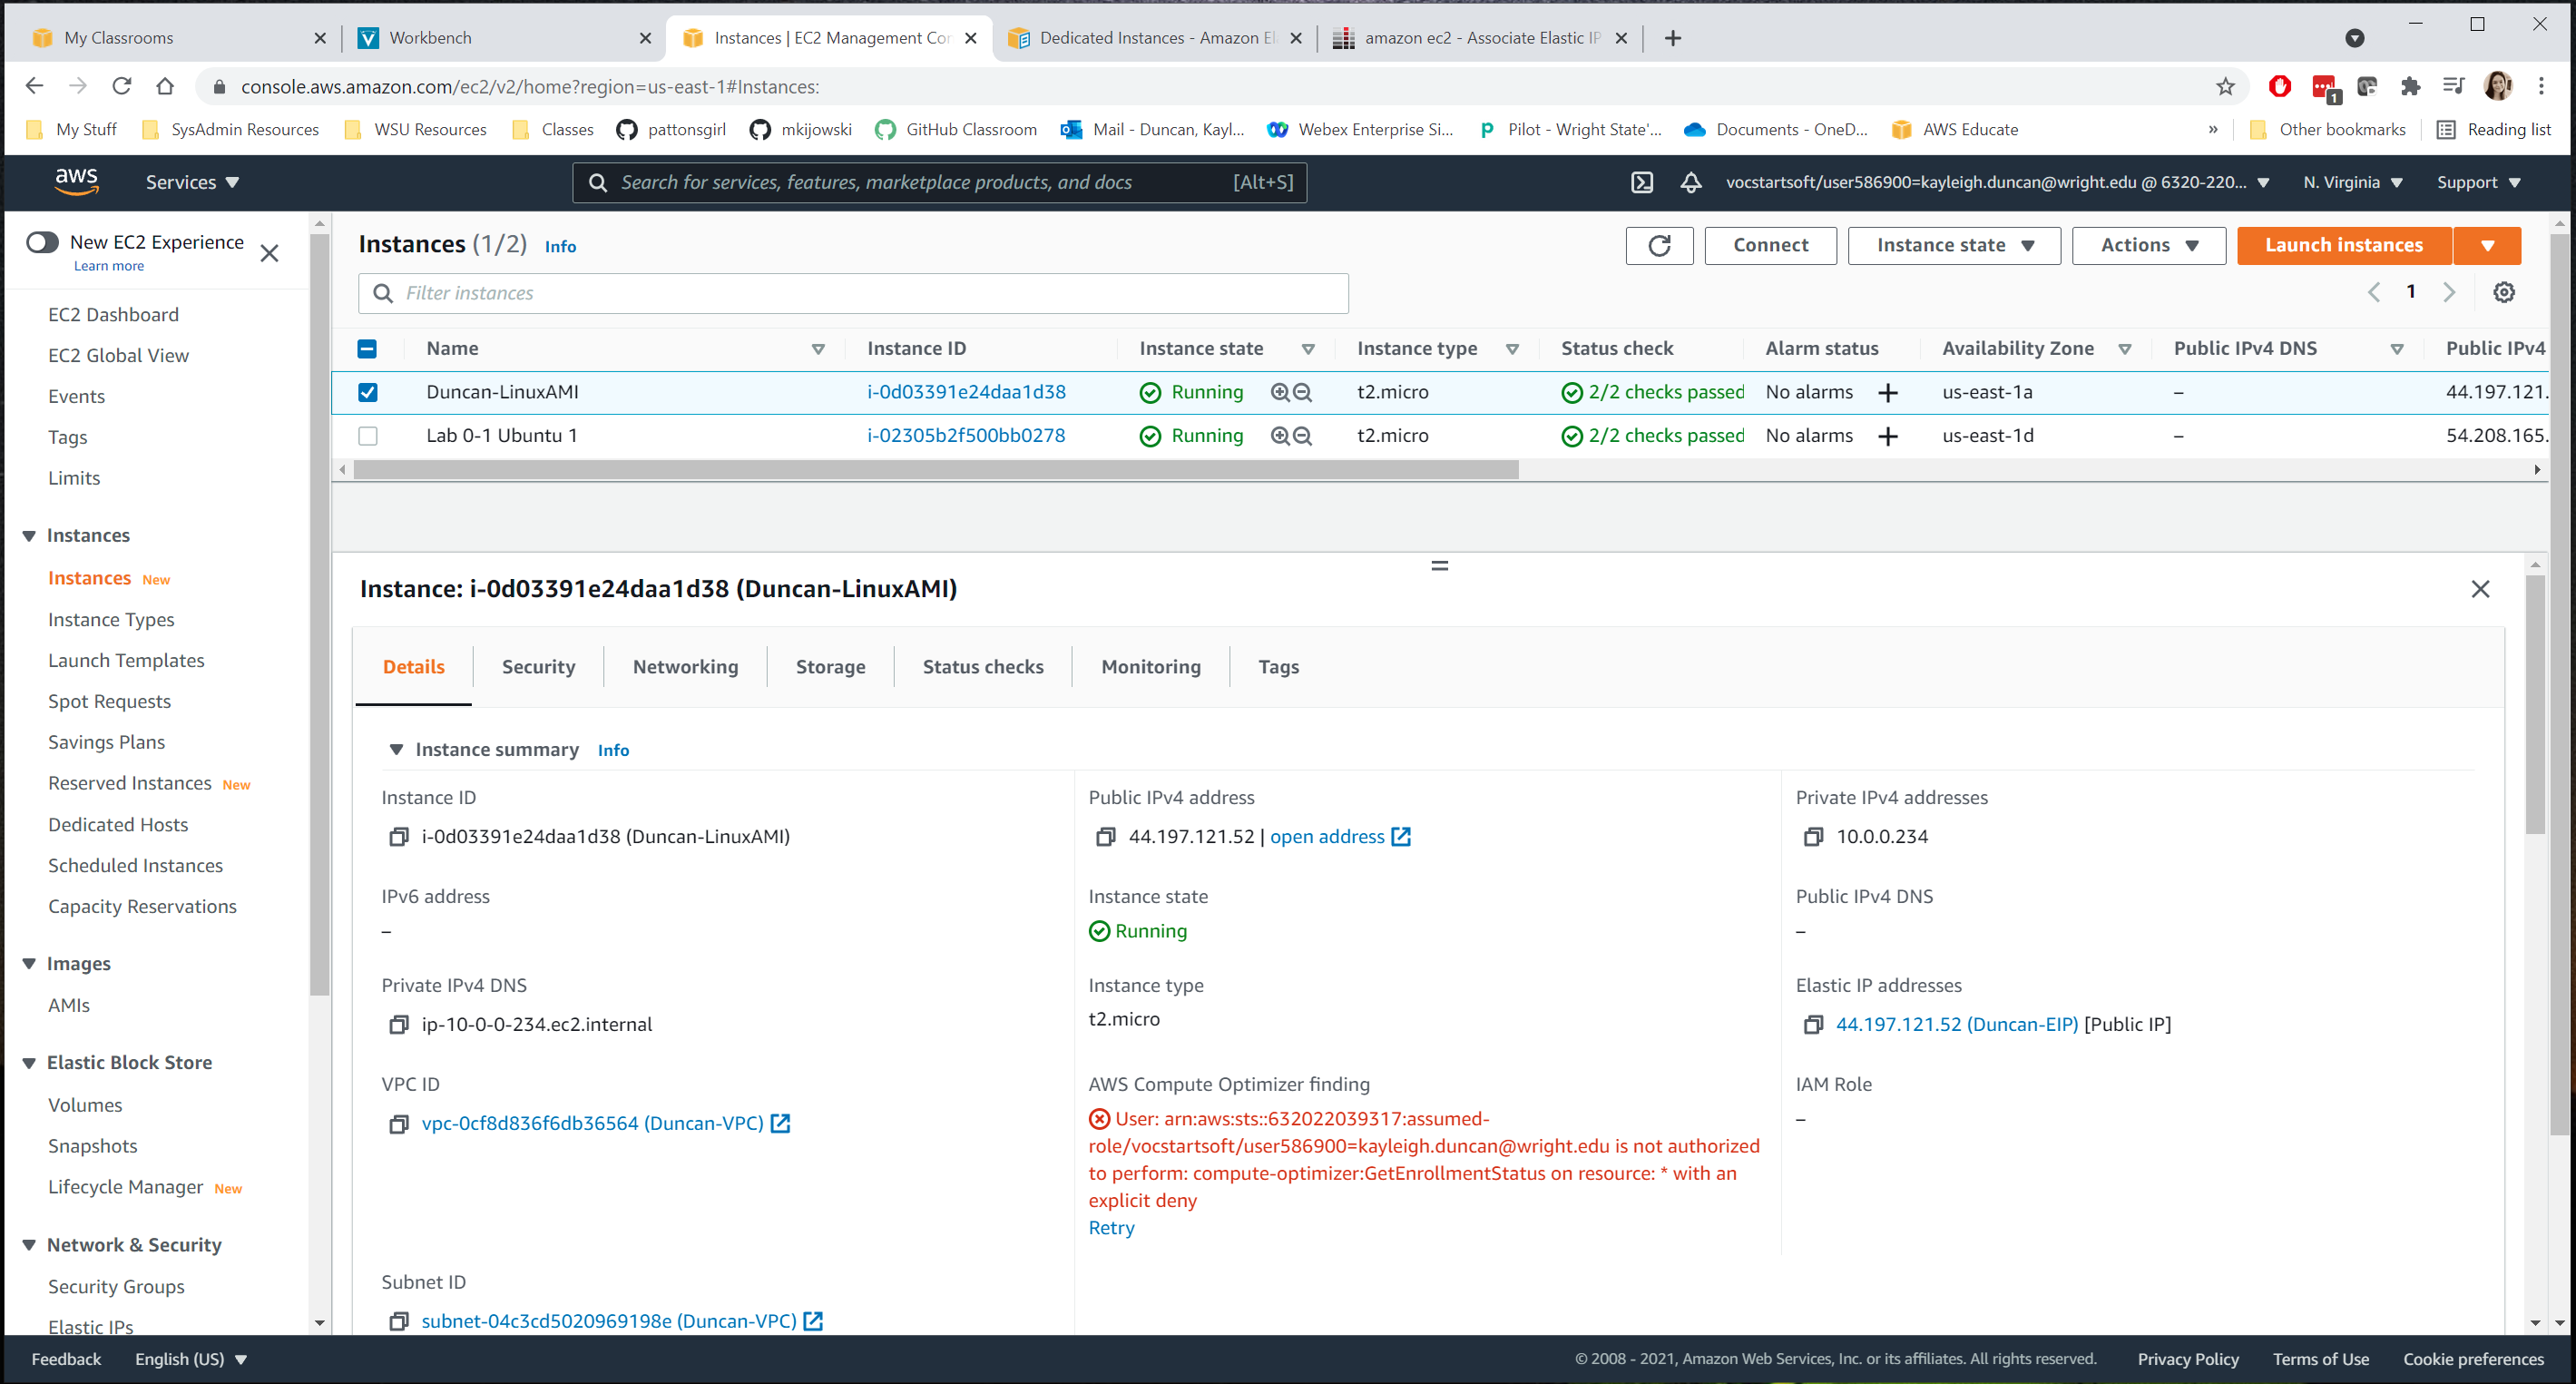 My Classrooms
Workbench
Instances | EC2 Management Con
Dedicated Instances - Amazon El
amazon ec2 - Associate Elastic IP
console.aws.amazon.com/ec2/v2/home?region=us-east-1#Instances:
1
My Stuff
SysAdmin Resources
WSU Resources
Classes
pattonsgirl
mkijowski
GitHub Classroom
Mail - Duncan, Kayl...
Webex Enterprise Si...
Pilot - Wright State'...
Documents - OneD...
AWS Educate
»
Other bookmarks
Reading list
aws
Services
Search for services, features, marketplace products, and docs
[Alt+S]
vocstartsoft/user586900=kayleigh.duncan@wright.edu @ 6320-220...
N. Virginia
Support
New EC2 Experience
Learn more
EC2 Dashboard
EC2 Global View
Events
Tags
Limits
Instances
Instances New
Instance Types
Launch Templates
Spot Requests
Savings Plans
Reserved Instances New
Dedicated Hosts
Scheduled Instances
Capacity Reservations
Images
AMIs
Elastic Block Store
Volumes
Snapshots
Lifecycle Manager New
Network & Security
Security Groups
Elastic IPs
Instances (1/2) Info
Connect
Instance state
Actions
Launch instances
Filter instances
1
Name
Instance ID
Instance state
Instance type
Status check
Alarm status
Availability Zone
Public IPv4 DNS
Public IPv4
Duncan-LinuxAMI
i-0d03391e24daa1d38
Running
t2.micro
2/2 checks passed
No alarms
us-east-1a
–
44.197.121.
Lab 0-1 Ubuntu 1
i-02305b2f500bb0278
Running
t2.micro
2/2 checks passed
No alarms
us-east-1d
–
54.208.165.
Instance: i-0d03391e24daa1d38 (Duncan-LinuxAMI)
Details
Security
Networking
Storage
Status checks
Monitoring
Tags
Instance summary Info
Instance ID
i-0d03391e24daa1d38 (Duncan-LinuxAMI)
Public IPv4 address
44.197.121.52 | open address
Private IPv4 addresses
10.0.0.234
IPv6 address
–
Instance state
Running
Public IPv4 DNS
–
Private IPv4 DNS
ip-10-0-0-234.ec2.internal
Instance type
t2.micro
Elastic IP addresses
44.197.121.52 (Duncan-EIP) [Public IP]
VPC ID
vpc-0cf8d836f6db36564 (Duncan-VPC)
AWS Compute Optimizer finding
User: arn:aws:sts::632022039317:assumed-
role/vocstartsoft/user586900=kayleigh.duncan@wright.edu is not authorized
to perform: compute-optimizer:GetEnrollmentStatus on resource: * with an
explicit deny
Retry
IAM Role
–
Subnet ID
subnet-04c3cd5020969198e (Duncan-VPC)
Feedback
English (US)
© 2008 - 2021, Amazon Web Services, Inc. or its affiliates. All rights reserved.
Privacy Policy
Terms of Use
Cookie preferences